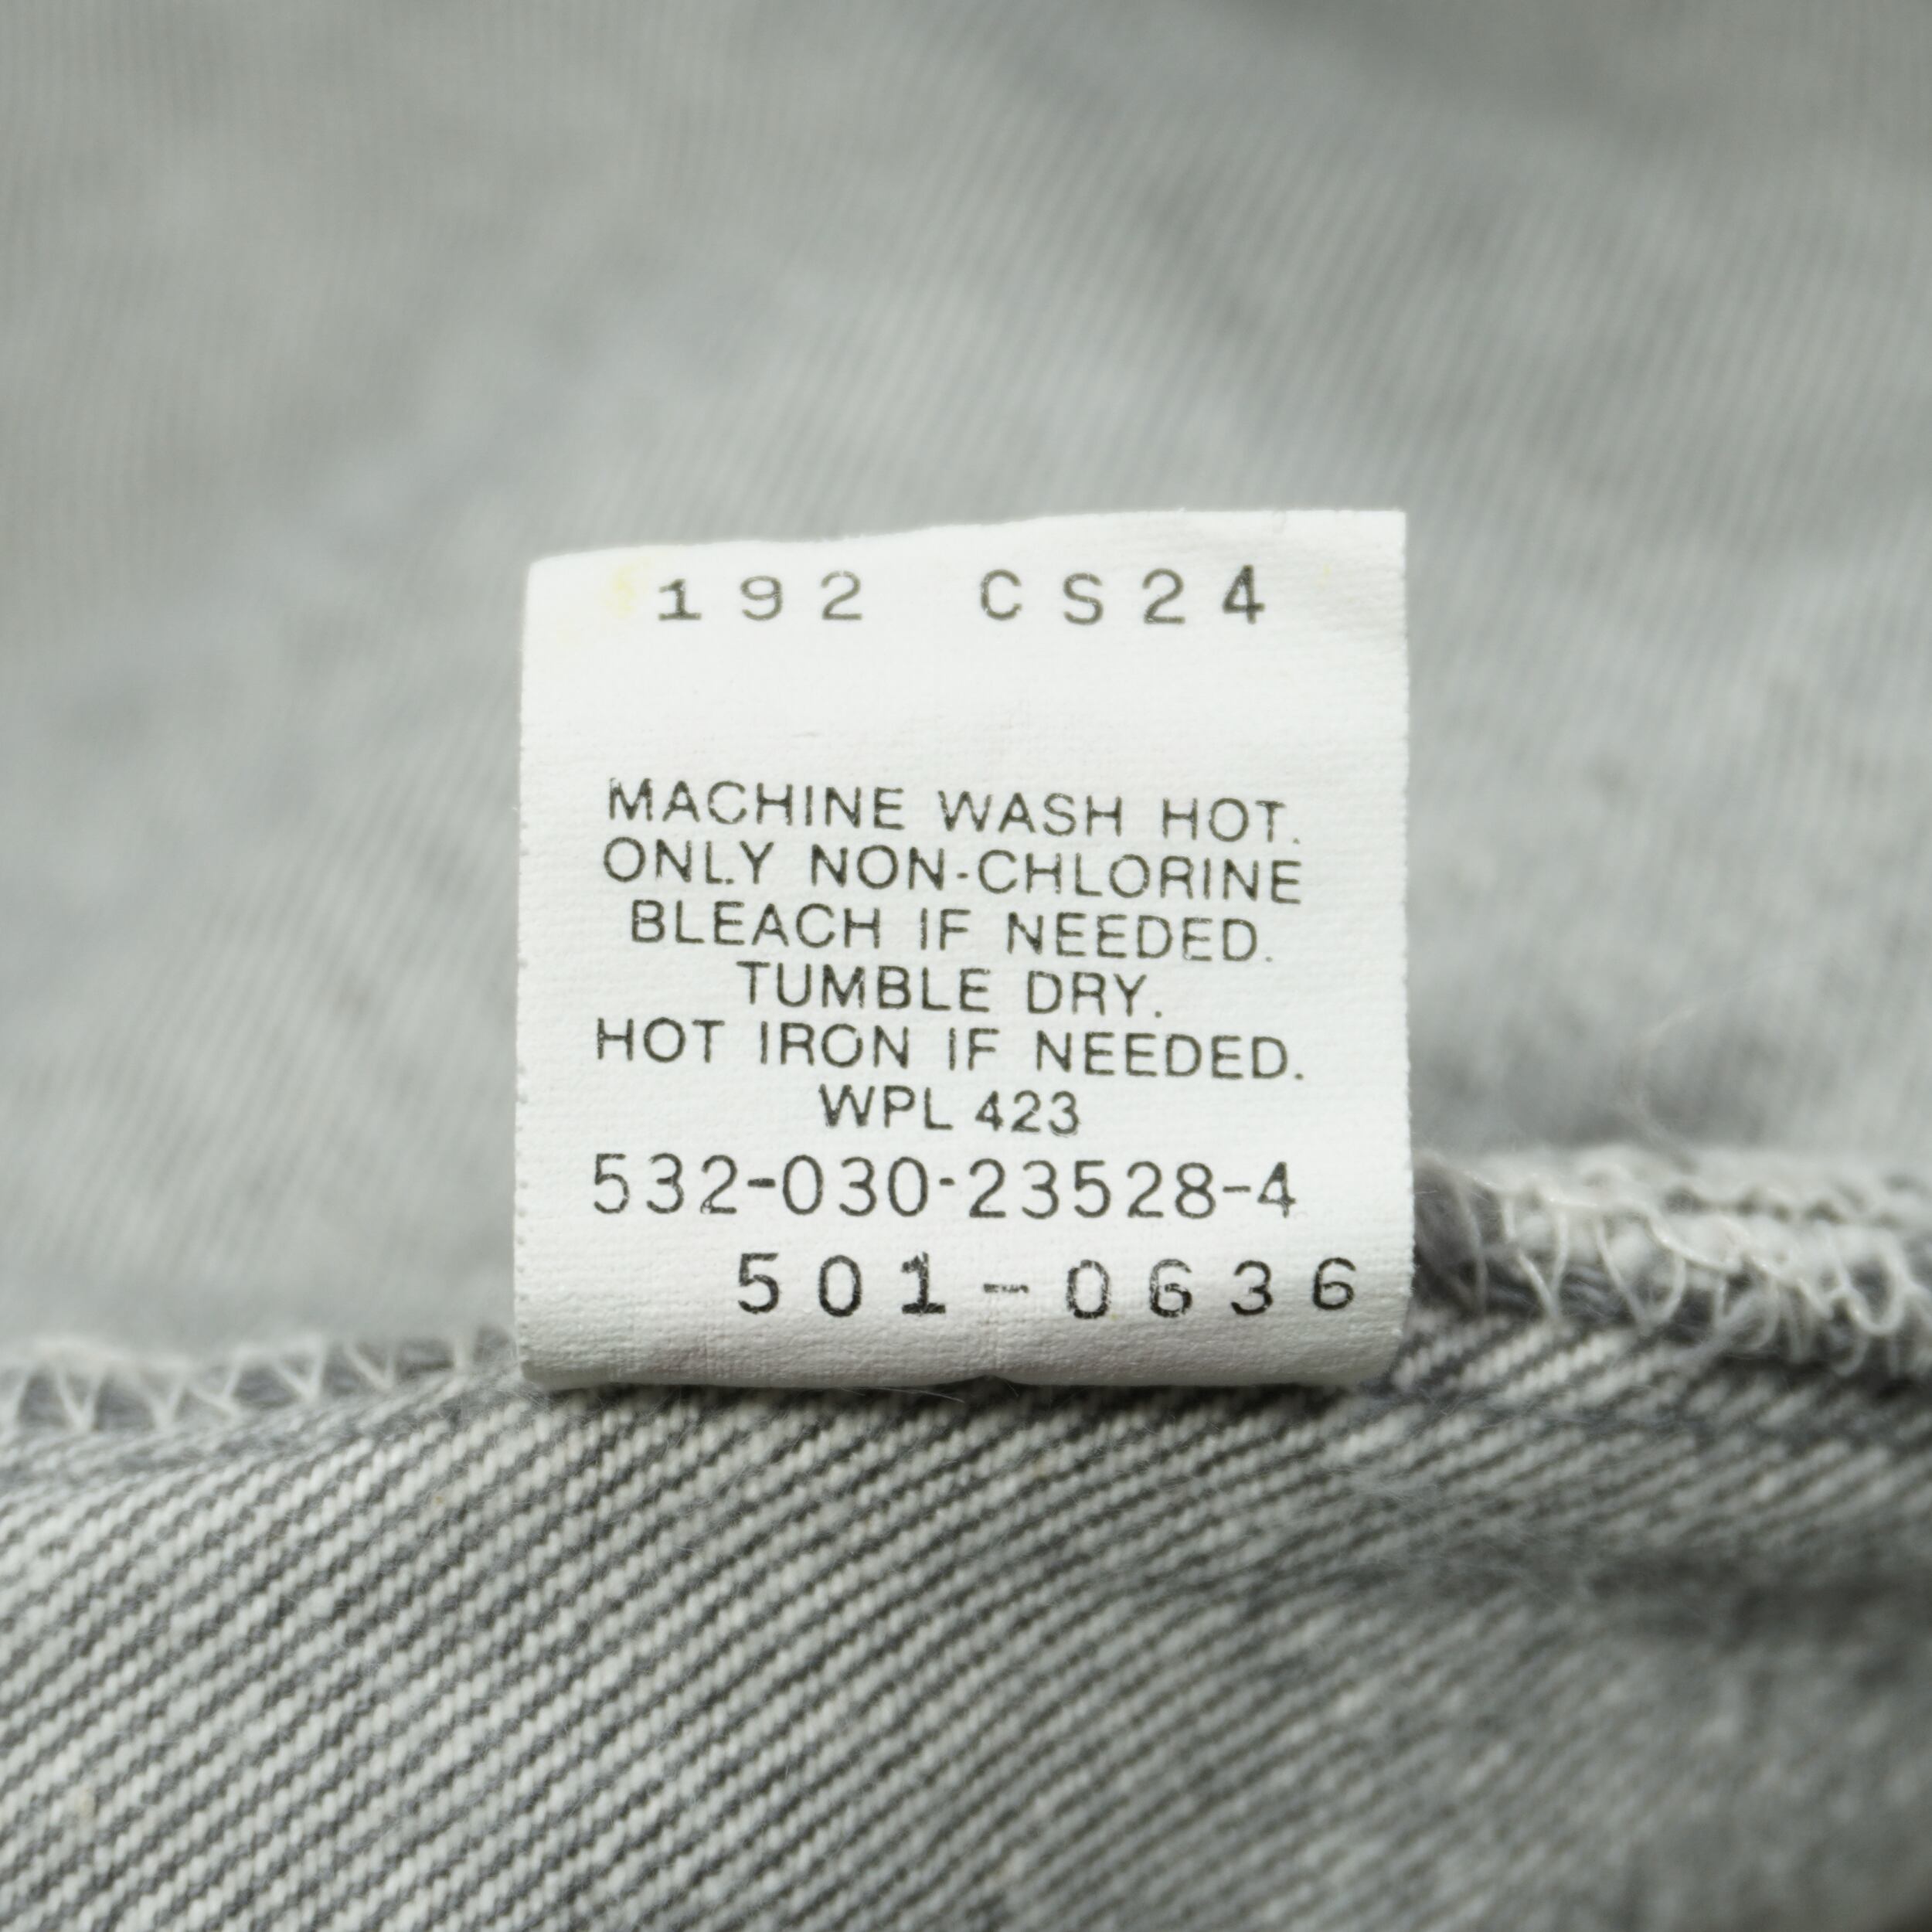 192 CS24
MACHINE WASH HOT.
ONLY NON-CHLORINE
BLEACH IF NEEDED.
TUMBLE DRY.
HOT IRON IF NEEDED.
WPL 423
532-030-23528-4
501-0636